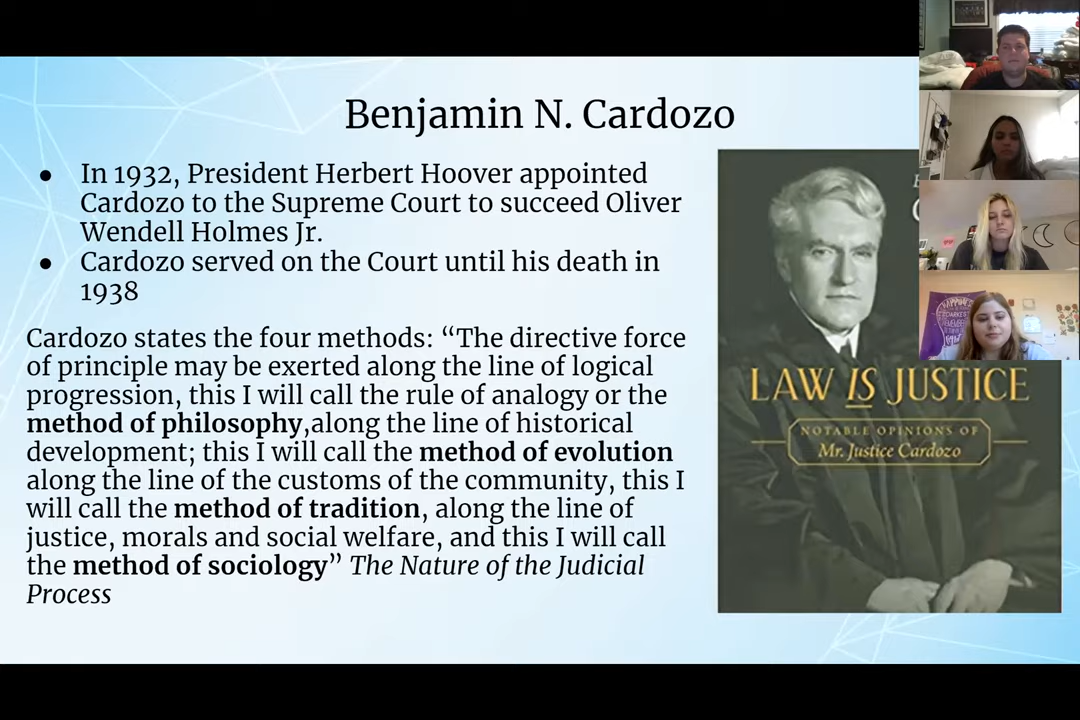 Benjamin N. Cardozo
● In 1932, President Herbert Hoover appointed
Cardozo to the Supreme Court to succeed Oliver
Wendell Holmes Jr.
● Cardozo served on the Court until his death in
1938
Cardozo states the four methods: “The directive force
of principle may be exerted along the line of logical
progression, this I will call the rule of analogy or the
method of philosophy,along the line of historical
development; this I will call the method of evolution
along the line of the customs of the community, this I
will call the method of tradition, along the line of
justice, morals and social welfare, and this I will call
the method of sociology” The Nature of the Judicial
Process
LAW IS JUSTICE
NOTABLE OPINIONS OF
Mr. Justice Cardozo